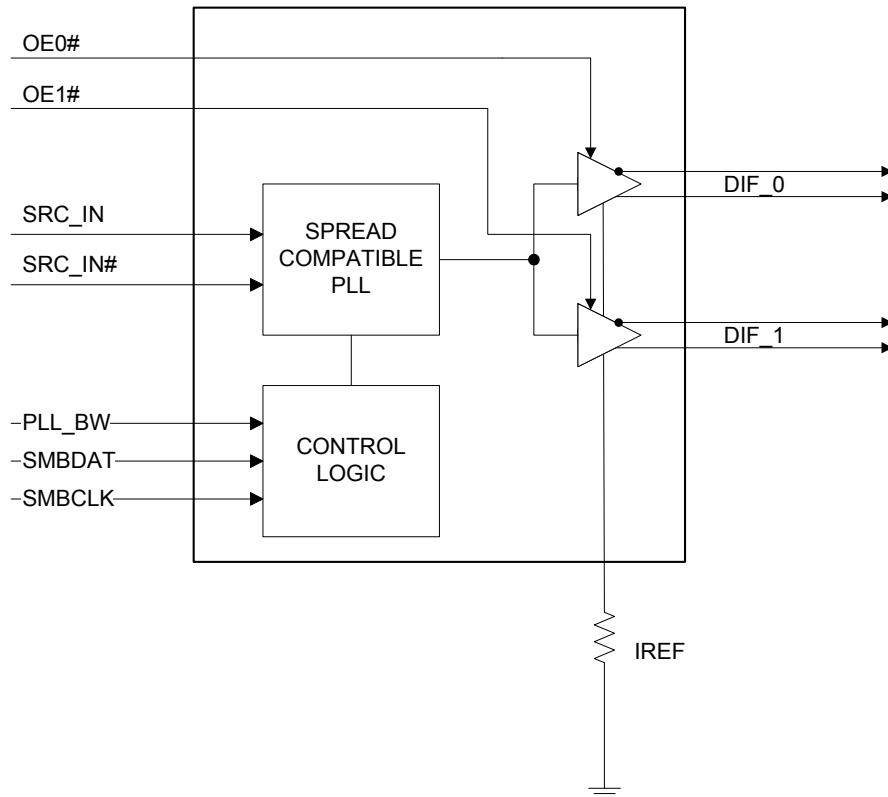 OE0#
OE1#
SRC_IN
SRC_IN#
SPREAD
COMPATIBLE
PLL
DIF_0
DIF_1
PLL_BW
SMBDAT
SMBCLK
CONTROL
LOGIC
IREF